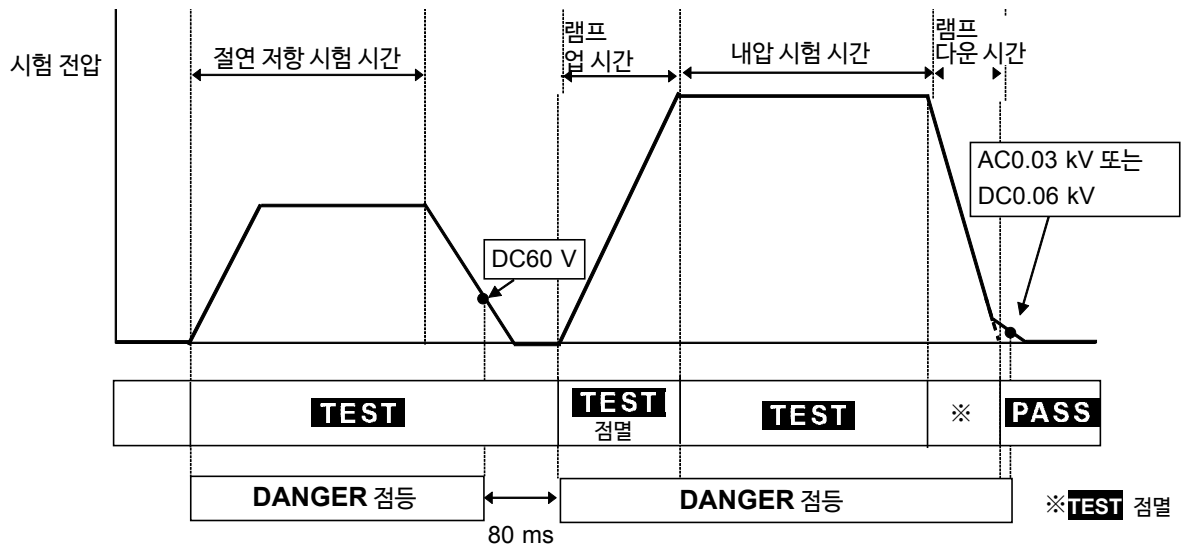 시험 전압
절연 저항 시험 시간
램프
업 시간
내압 시험 시간
램프
다운 시간
AC0.03 kV 또는
DC0.06 kV
DC60 V
TEST
TEST
점멸
TEST
※
PASS
DANGER 점등
80 ms
DANGER 점등
※TEST 점멸